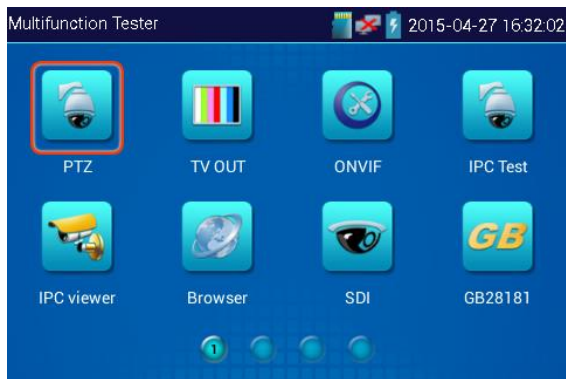 Multifunction Tester 2015-04-27 16:32:02
PTZ TV OUT ONVIF IPC Test
GB
IPC viewer Browser SDI GB28181
1